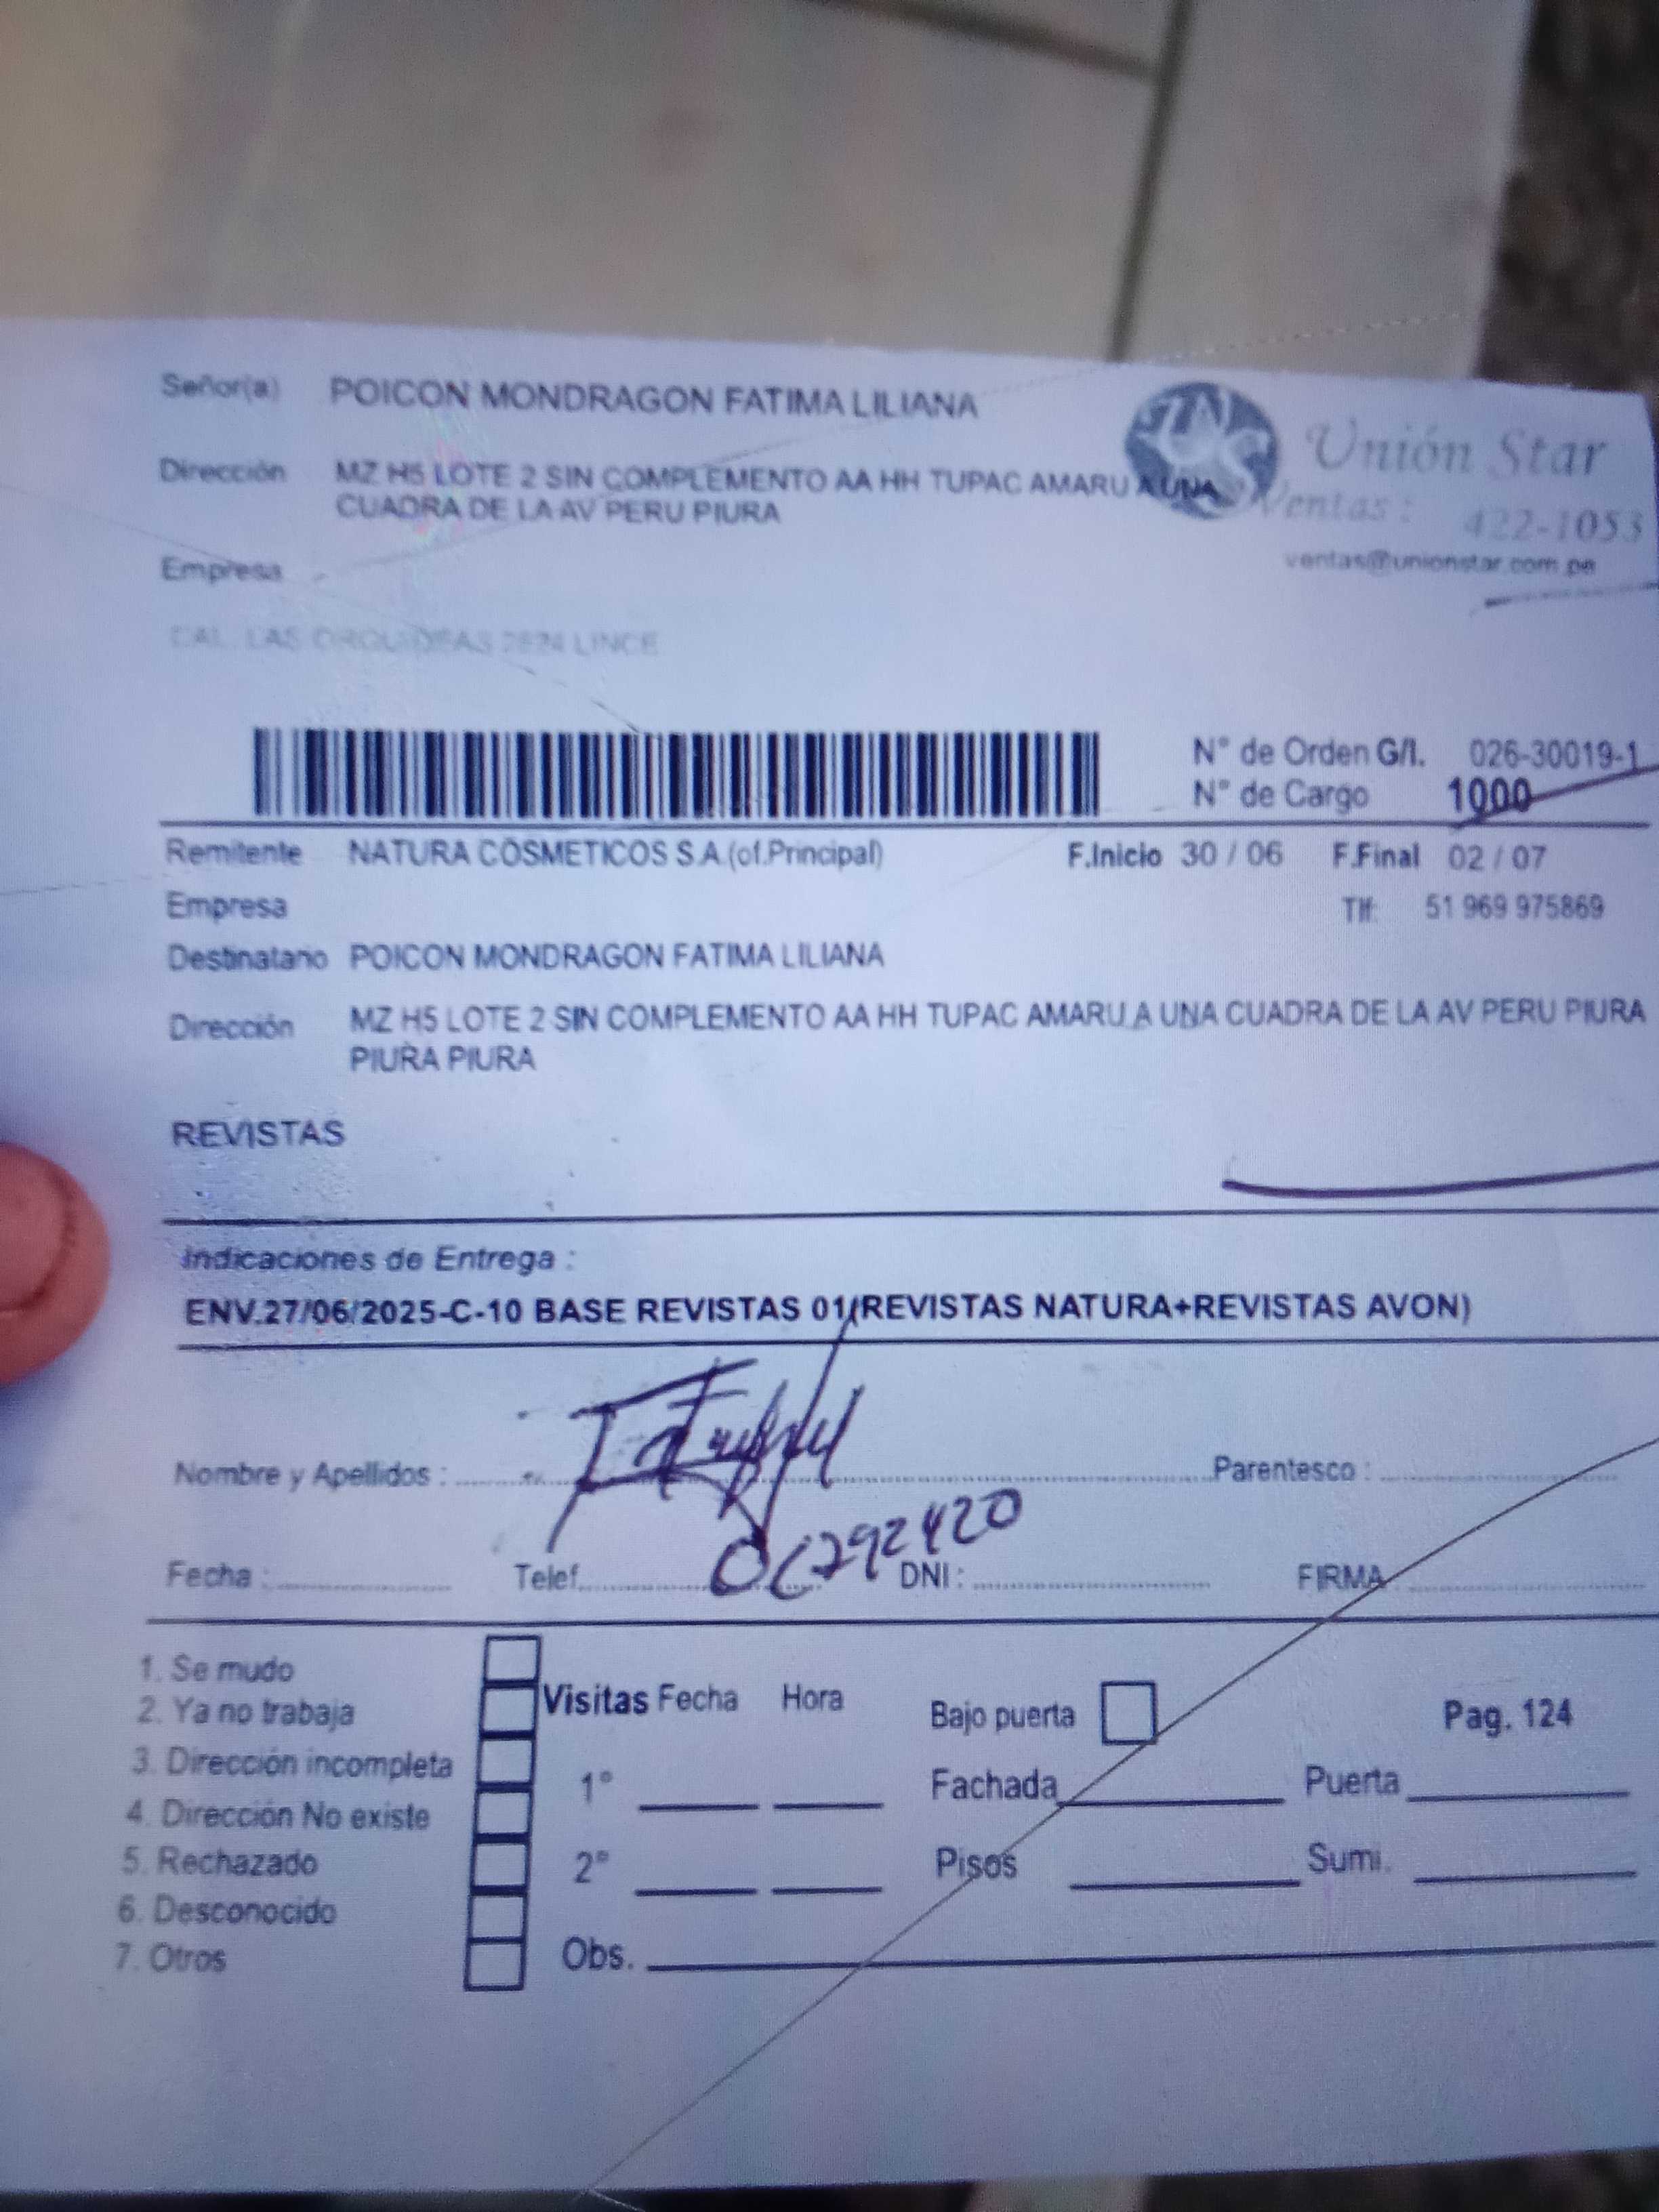 Señor(a) POICON MONDRAGON FATIMA LILIANA
Unión Star
Dirección MZ H5 LOTE 2 SIN COMPLEMENTO AA HH TUPAC AMARU A UNA
CUADRA DE LA AV PERU PIURA
Ventas : 422-1053
ventas@unionstar.com.pe
Empresa
CAL. LAS ORQUIDEAS LINCE
N° de Orden G/I. 026-30019-1
N° de Cargo 1000
Remitente NATURA COSMETICOS S.A.(of.Principal) F.Inicio 30 / 06 F.Final 02 / 07
Empresa Tlf: 51 969 975869
Destinatario POICON MONDRAGON FATIMA LILIANA
Dirección MZ H5 LOTE 2 SIN COMPLEMENTO AA HH TUPAC AMARU A UNA CUADRA DE LA AV PERU PIURA
PIURA PIURA
REVISTAS
Indicaciones de Entrega :
ENV.27/06/2025-C-10 BASE REVISTAS 01(REVISTAS NATURA+REVISTAS AVON)
Nombre y Apellidos : Parentesco :
Fecha : Telef. DNI : FIRMA
1. Se mudo
2. Ya no trabaja
3. Dirección incompleta
4. Dirección No existe
5. Rechazado
6. Desconocido
7. Otros
Visitas Fecha Hora
1°
2°
Obs.
Bajo puerta Pag. 124
Fachada Puerta
Pisos Sumi.